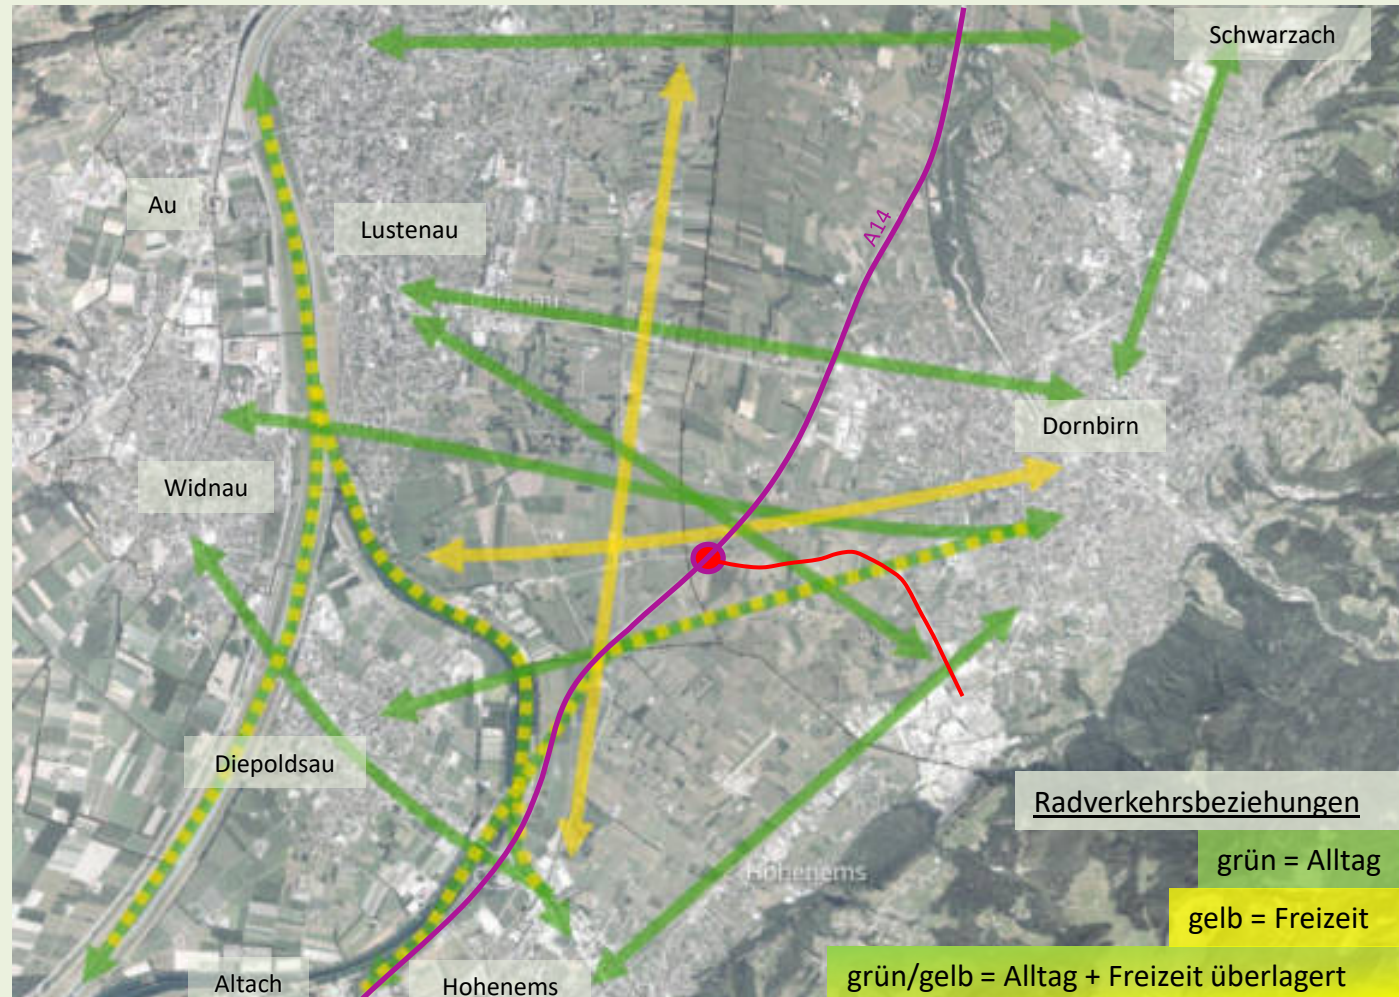 Schwarzach
Au
Lustenau
A14
Dornbirn
Widnau
Diepoldsau
Radverkehrsbeziehungen
grün = Alltag
Hohenems
gelb = Freizeit
grün/gelb = Alltag + Freizeit überlagert
Altach
Hohenems